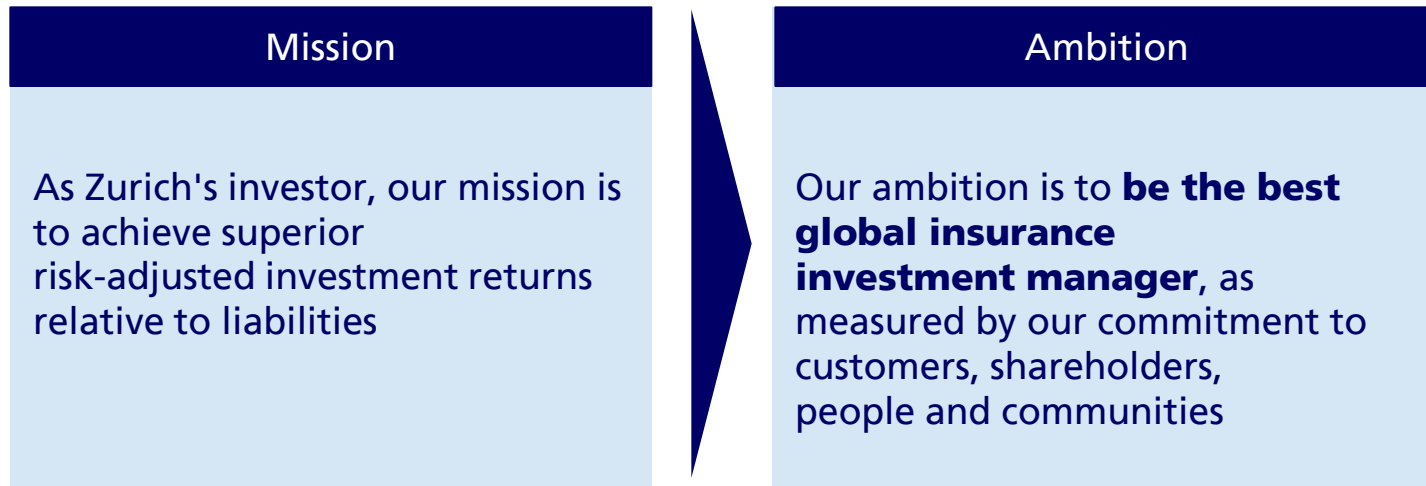 Mission
As Zurich's investor, our mission is
to achieve superior
risk-adjusted investment returns
relative to liabilities
Ambition
Our ambition is to be the best
global insurance
investment manager, as
measured by our commitment to
customers, shareholders,
people and communities